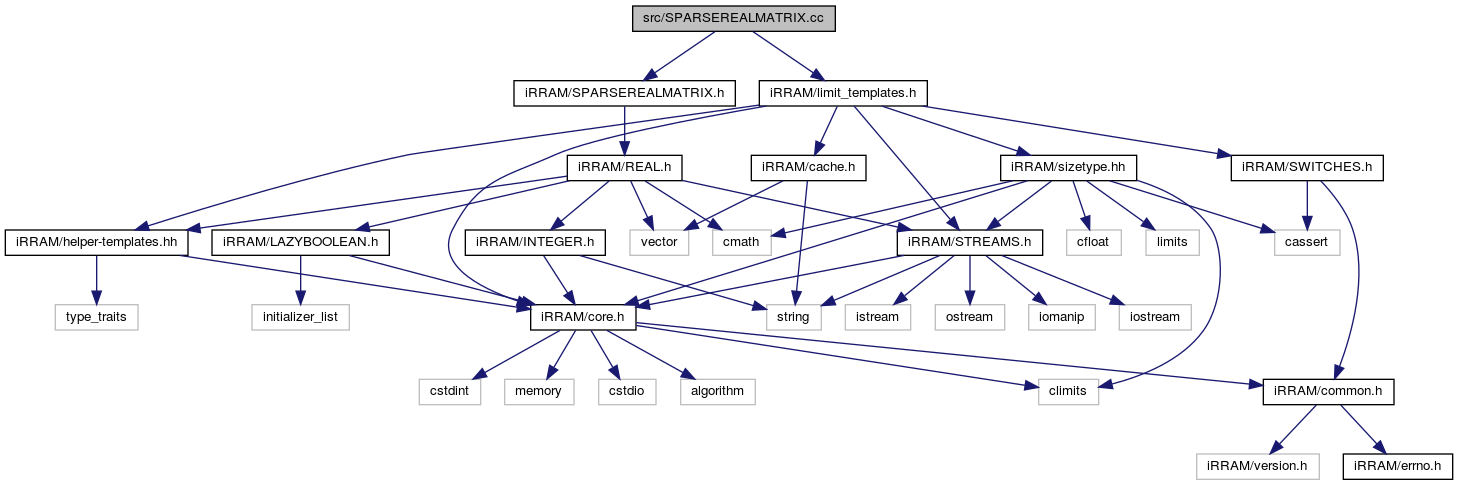 src/SPARSEREALMATRIX.cc
iRRAM/SPARSEREALMATRIX.h
iRRAM/limit_templates.h
iRRAM/REAL.h
iRRAM/cache.h
iRRAM/sizetype.hh
iRRAM/SWITCHES.h
iRRAM/helper-templates.hh
iRRAM/LAZYBOOLEAN.h
iRRAM/INTEGER.h
vector
cmath
iRRAM/STREAMS.h
cfloat
limits
cassert
type_traits
initializer_list
iRRAM/core.h
string
istream
ostream
iomanip
iostream
cstdint
memory
cstdio
algorithm
climits
iRRAM/common.h
iRRAM/version.h
iRRAM/errno.h